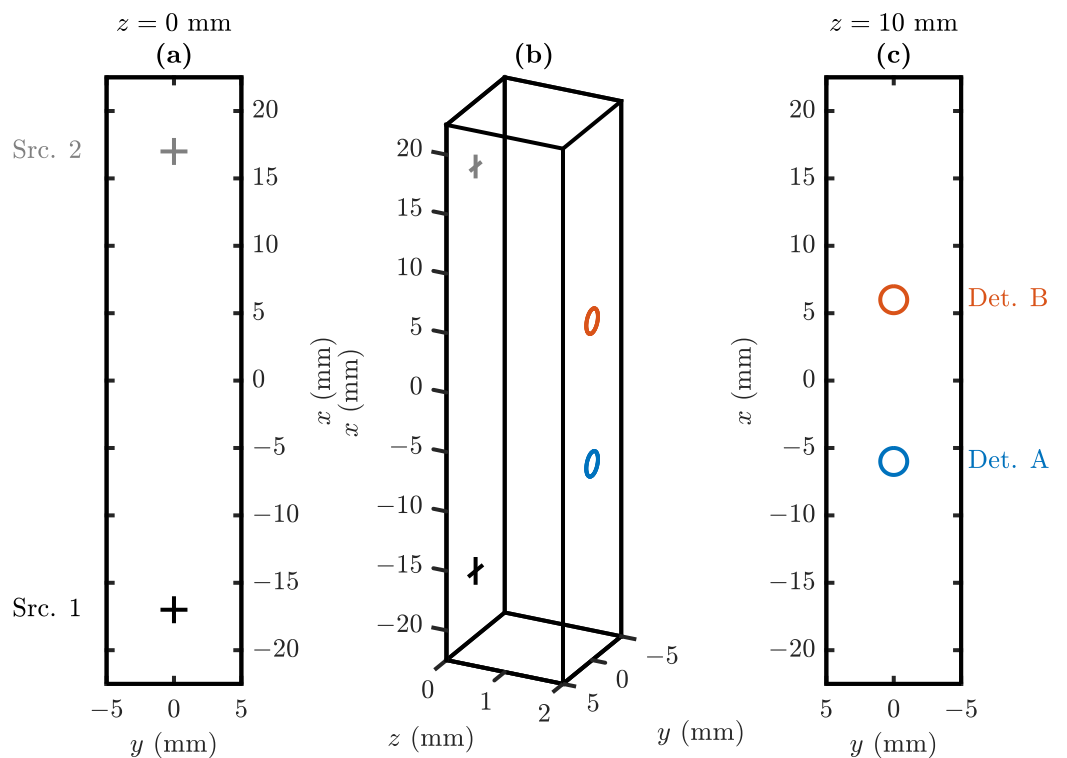 z = 0 mm
(a)
Src. 2
Src. 1
20
15
10
5
0
−5
−10
−15
−20
x (mm)
−5 0 5
y (mm)
(b)
x (mm)
20
15
10
5
0
−5
−10
−15
−20
0 1 2
z (mm)
5 0 −5
y (mm)
z = 10 mm
(c)
x (mm)
20
15
10
5
0
−5
−10
−15
−20
Det. B
Det. A
5 0 −5
y (mm)